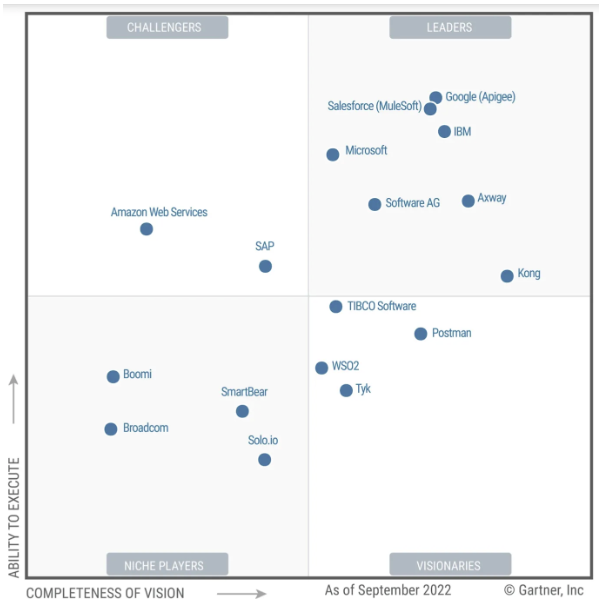 CHALLENGERS
LEADERS
Google (Apigee)
Salesforce (MuleSoft)
IBM
Microsoft
Software AG
Axway
Amazon Web Services
SAP
Kong
TIBCO Software
Postman
WSO2
Tyk
Boomi
SmartBear
Broadcom
Solo.io
NICHE PLAYERS
VISIONARIES
ABILITY TO EXECUTE
COMPLETENESS OF VISION
As of September 2022
© Gartner, Inc